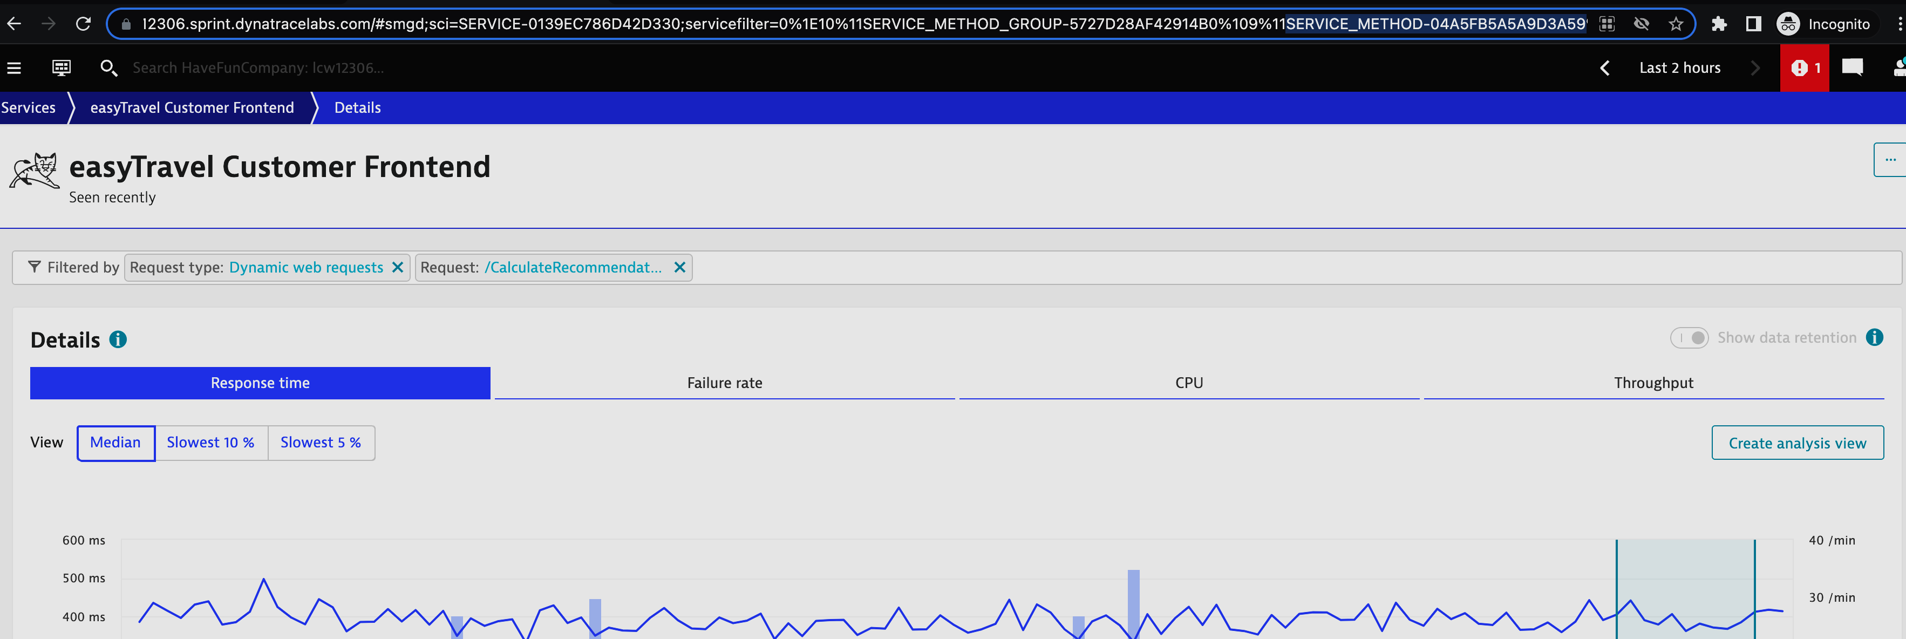 12306.sprint.dynatracelabs.com/#smgd;sci=SERVICE-0139EC786D42D330;servicefilter=0%1E10%11SERVICE_METHOD_GROUP-5727D28AF42914B0%109%11SERVICE_METHOD-04A5FB5A5A9D3A59
Incognito
Search HaveFunCompany: lcw12306...
Last 2 hours
1
Services
easyTravel Customer Frontend
Details
easyTravel Customer Frontend
Seen recently
...
Filtered by Request type: Dynamic web requests Request: /CalculateRecommendat...
Details
Show data retention
Response time
Failure rate
CPU
Throughput
View
Median
Slowest 10 %
Slowest 5 %
Create analysis view
600 ms
40 /min
500 ms
400 ms
30 /min